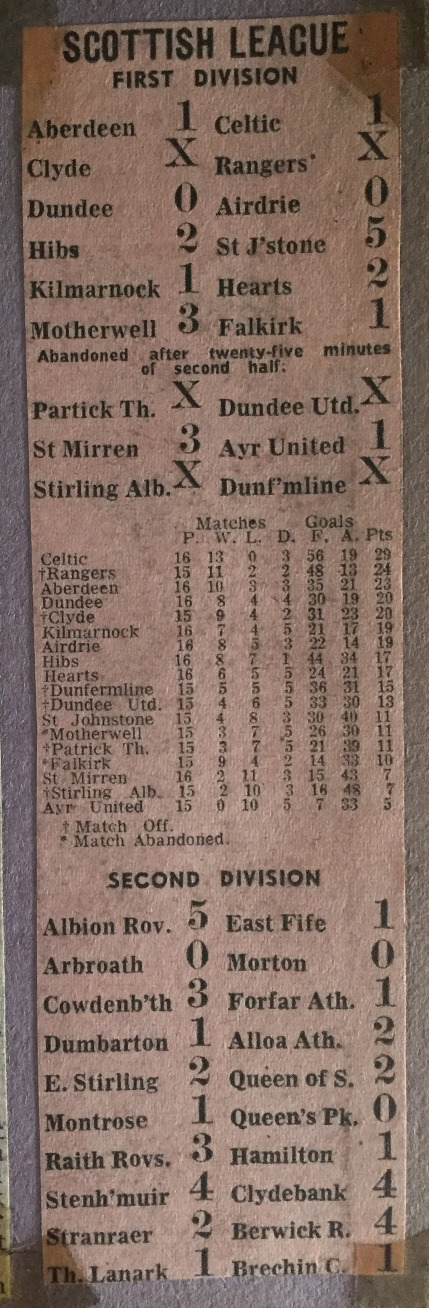 SCOTTISH LEAGUE
FIRST DIVISION
Aberdeen 1 Celtic 1
Clyde X Rangers X
Dundee 0 Airdrie 0
Hibs 2 St J'stone 5
Kilmarnock 1 Hearts 2
Motherwell 3 Falkirk 1
Abandoned after twenty-five minutes
of second half.
Partick Th. X Dundee Utd. X
St Mirren 3 Ayr United 1
Stirling Alb. X Dunf'mline X
Matches Goals
P. W. L. D. F. A. Pts
Celtic 16 13 0 3 56 19 29
†Rangers 15 11 2 2 48 13 24
Aberdeen 16 10 3 3 35 21 23
Dundee 16 8 4 4 30 19 20
†Clyde 15 9 4 2 31 23 20
Kilmarnock 16 7 4 5 21 17 19
Airdrie 16 8 5 3 22 14 19
Hibs 16 8 7 1 44 34 17
Hearts 16 6 5 5 24 21 17
†Dunfermline 15 5 5 5 36 31 15
†Dundee Utd. 15 4 6 5 33 30 13
St Johnstone 15 4 8 3 30 40 11
*Motherwell 15 3 7 5 26 30 11
†Patrick Th. 15 3 7 5 21 39 11
*Falkirk 15 9 4 2 14 33 10
St Mirren 16 2 11 3 15 43 7
†Stirling Alb. 15 2 10 3 16 48 7
Ayr United 15 0 10 5 7 33 5
† Match Off.
* Match Abandoned.
SECOND DIVISION
Albion Rov. 5 East Fife 1
Arbroath 0 Morton 0
Cowdenb'th 3 Forfar Ath. 1
Dumbarton 1 Alloa Ath. 2
E. Stirling 2 Queen of S. 2
Montrose 1 Queen's Pk. 0
Raith Rovs. 3 Hamilton 1
Stenh'muir 4 Clydebank 4
Stranraer 2 Berwick R. 4
Th. Lanark 1 Brechin C. 1